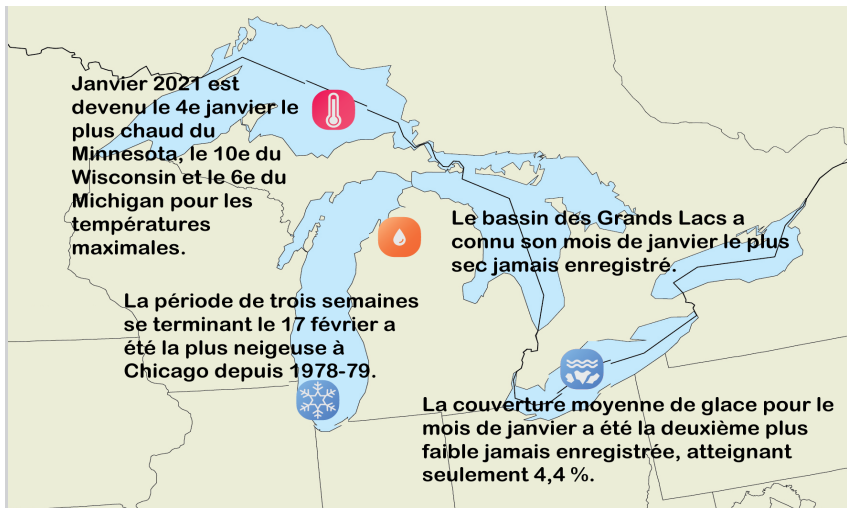 Janvier 2021 est
devenu le 4e janvier le
plus chaud du
Minnesota, le 10e du
Wisconsin et le 6e du
Michigan pour les
températures
maximales.
Le bassin des Grands Lacs a
connu son mois de janvier le plus
sec jamais enregistré.
La période de trois semaines
se terminant le 17 février a
été la plus neigeuse à
Chicago depuis 1978-79.
La couverture moyenne de glace pour le
mois de janvier a été la deuxième plus
faible jamais enregistrée, atteignant
seulement 4,4 %.